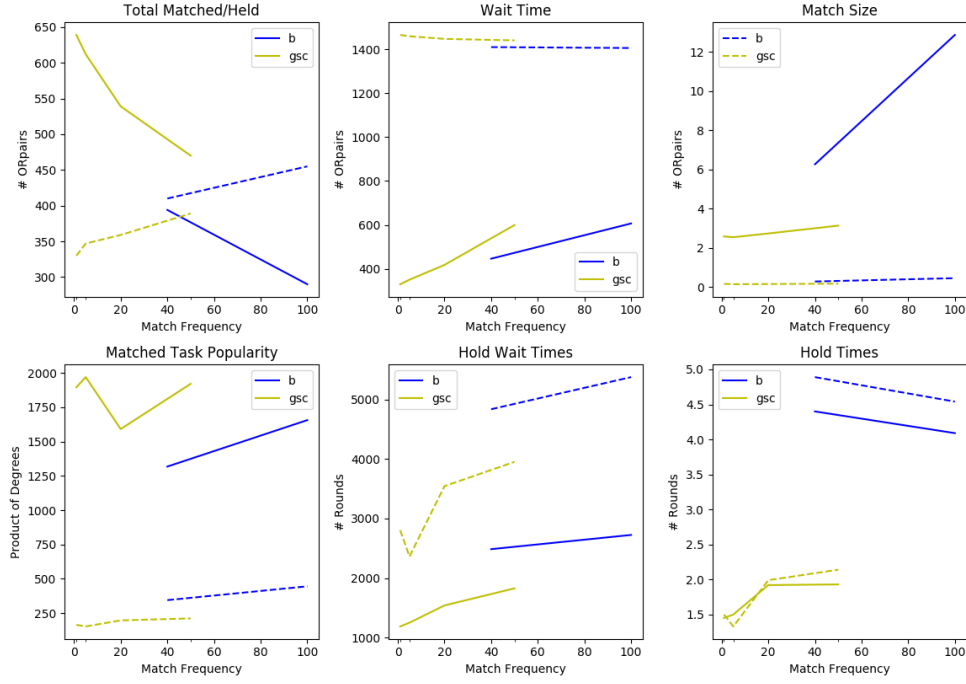 Total Matched/Held
650
600
550
500
450
400
350
300
# ORpairs
b
gsc
0
20
40
60
80
100
Match Frequency
Wait Time
1400
1200
1000
800
600
400
# ORpairs
b
gsc
0
20
40
60
80
100
Match Frequency
Match Size
12
10
8
6
4
2
0
# ORpairs
b
gsc
0
20
40
60
80
100
Match Frequency
Matched Task Popularity
2000
1750
1500
1250
1000
750
500
250
Product of Degrees
b
gsc
0
20
40
60
80
100
Match Frequency
Hold Wait Times
5000
4000
3000
2000
1000
# Rounds
b
gsc
0
20
40
60
80
100
Match Frequency
Hold Times
5.0
4.5
4.0
3.5
3.0
2.5
2.0
1.5
# Rounds
b
gsc
0
20
40
60
80
100
Match Frequency